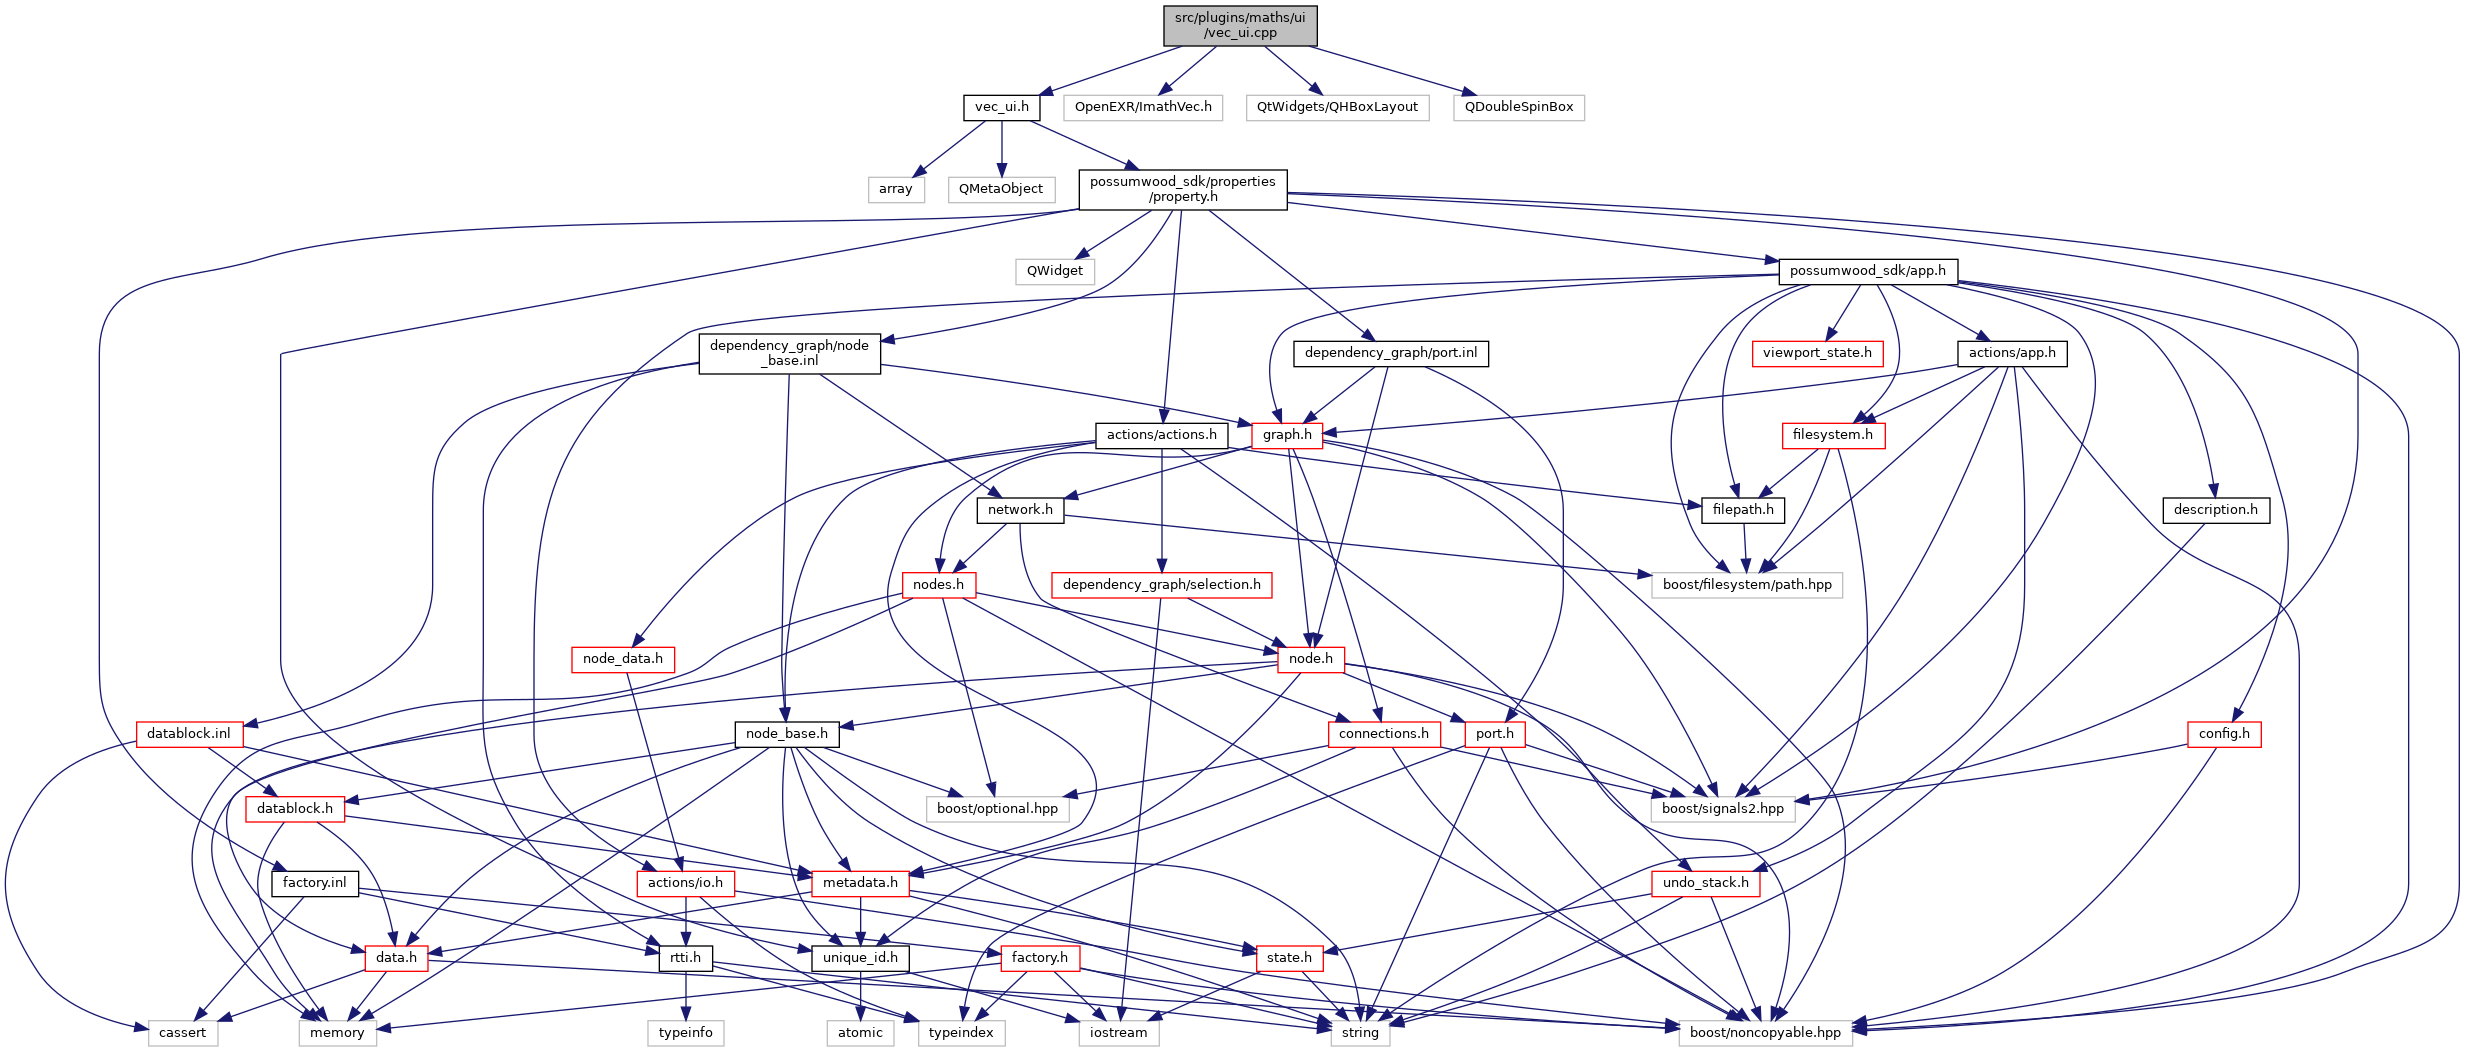 src/plugins/maths/ui
/vec_ui.cpp
vec_ui.h
OpenEXR/ImathVec.h
QtWidgets/QHBoxLayout
QDoubleSpinBox
array
QMetaObject
possumwood_sdk/properties
/property.h
QWidget
possumwood_sdk/app.h
dependency_graph/node
_base.inl
dependency_graph/port.inl
viewport_state.h
actions/app.h
actions/actions.h
graph.h
filesystem.h
network.h
filepath.h
description.h
nodes.h
dependency_graph/selection.h
boost/filesystem/path.hpp
node_data.h
node.h
datablock.inl
node_base.h
connections.h
port.h
config.h
datablock.h
boost/optional.hpp
boost/signals2.hpp
factory.inl
actions/io.h
metadata.h
undo_stack.h
data.h
rtti.h
unique_id.h
factory.h
state.h
cassert
memory
typeinfo
atomic
typeindex
iostream
string
boost/noncopyable.hpp